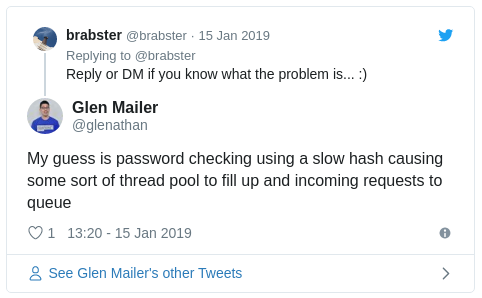 brabster @brabster · 15 Jan 2019
Replying to @brabster
Reply or DM if you know what the problem is... :)
Glen Mailer
@glenathan
My guess is password checking using a slow hash causing
some sort of thread pool to fill up and incoming requests to
queue
1 13:20 - 15 Jan 2019
See Glen Mailer's other Tweets